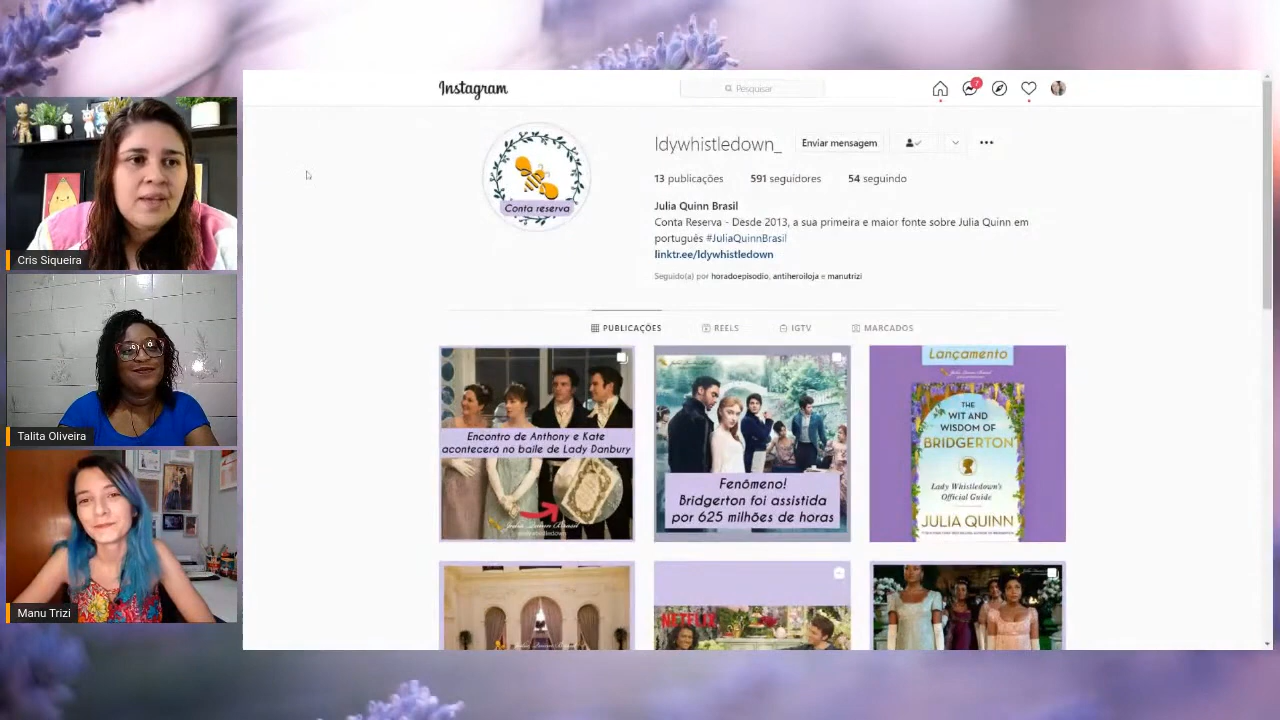 Instagram
Pesquisar
7
ldywhistledown_
Enviar mensagem
13 publicações
591 seguidores
54 seguindo
Julia Quinn Brasil
Conta Reserva - Desde 2013, a sua primeira e maior fonte sobre Julia Quinn em
português #JuliaQuinnBrasil
linktr.ee/ldywhistledown
Seguido(a) por horadoepisodio, antiheroiloja e manutrizi
Conta reserva
PUBLICAÇÕES
REELS
IGTV
MARCADOS
Encontro de Anthony e Kate
acontecerá no baile de Lady Danbury
Julia Quinn Brasil
Fenômeno!
Bridgerton foi assistida
por 625 milhões de horas
Lançamento
THE
WIT AND
WISDOM OF
BRIDGERTON
Lady Whistledown's
Official Guide
JULIA QUINN
NETFLIX
Cris Siqueira
Talita Oliveira
Manu Trizi